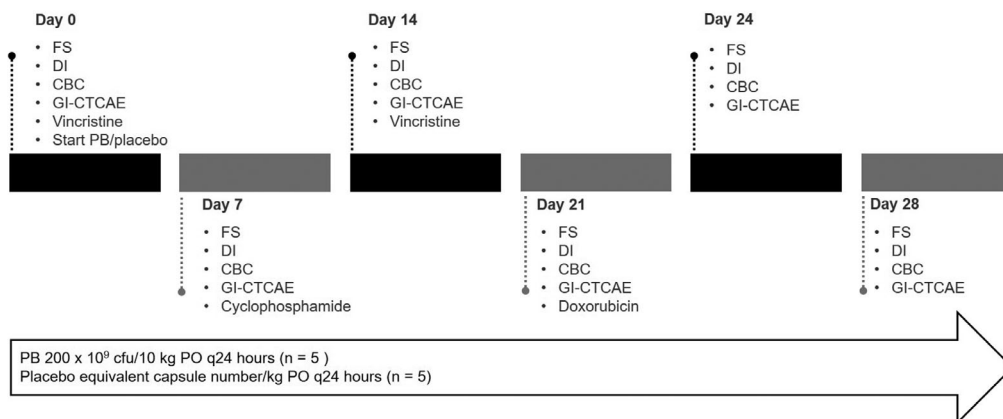 Day 0
• FS
• DI
• CBC
• GI-CTCAE
• Vincristine
• Start PB/placebo
Day 7
• FS
• DI
• CBC
• GI-CTCAE
• Cyclophosphamide
Day 14
• FS
• DI
• CBC
• GI-CTCAE
• Vincristine
Day 21
• FS
• DI
• CBC
• GI-CTCAE
• Doxorubicin
Day 24
• FS
• DI
• CBC
• GI-CTCAE
Day 28
• FS
• DI
• CBC
• GI-CTCAE
PB 200 x 10⁹ cfu/10 kg PO q24 hours (n = 5 )
Placebo equivalent capsule number/kg PO q24 hours (n = 5)